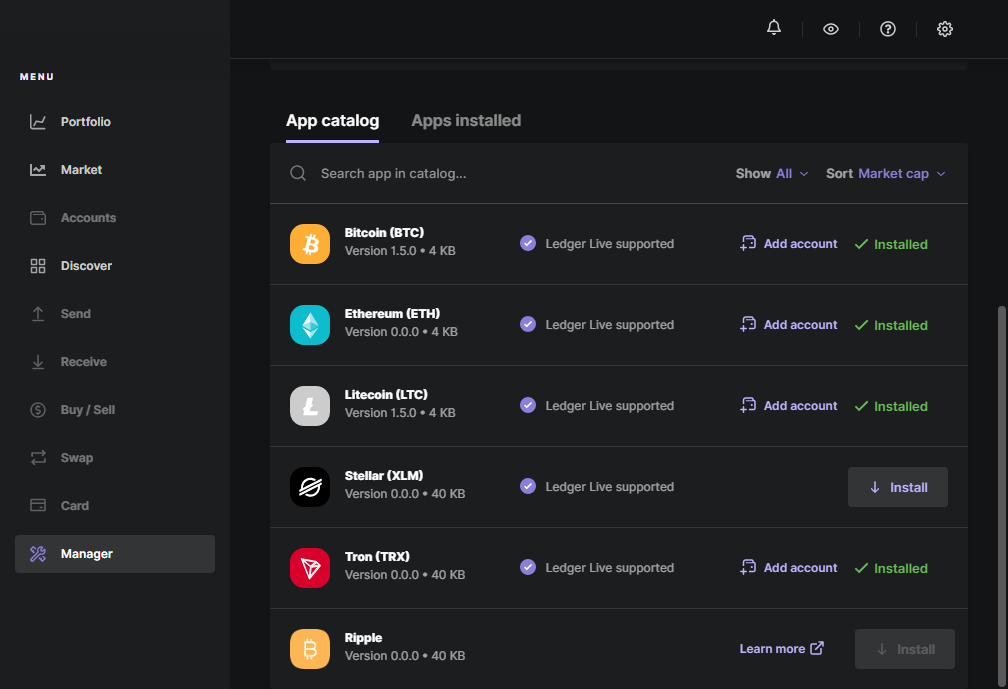 MENU
Portfolio
Market
Accounts
Discover
Send
Receive
Buy / Sell
Swap
Card
Manager
App catalog Apps installed
Search app in catalog... Show All Sort Market cap
Bitcoin (BTC)
Version 1.5.0 • 4 KB
Ledger Live supported Add account Installed
Ethereum (ETH)
Version 0.0.0 • 4 KB
Ledger Live supported Add account Installed
Litecoin (LTC)
Version 1.5.0 • 4 KB
Ledger Live supported Add account Installed
Stellar (XLM)
Version 0.0.0 • 40 KB
Ledger Live supported Install
Tron (TRX)
Version 0.0.0 • 40 KB
Ledger Live supported Add account Installed
Ripple
Version 0.0.0 • 40 KB
Learn more Install